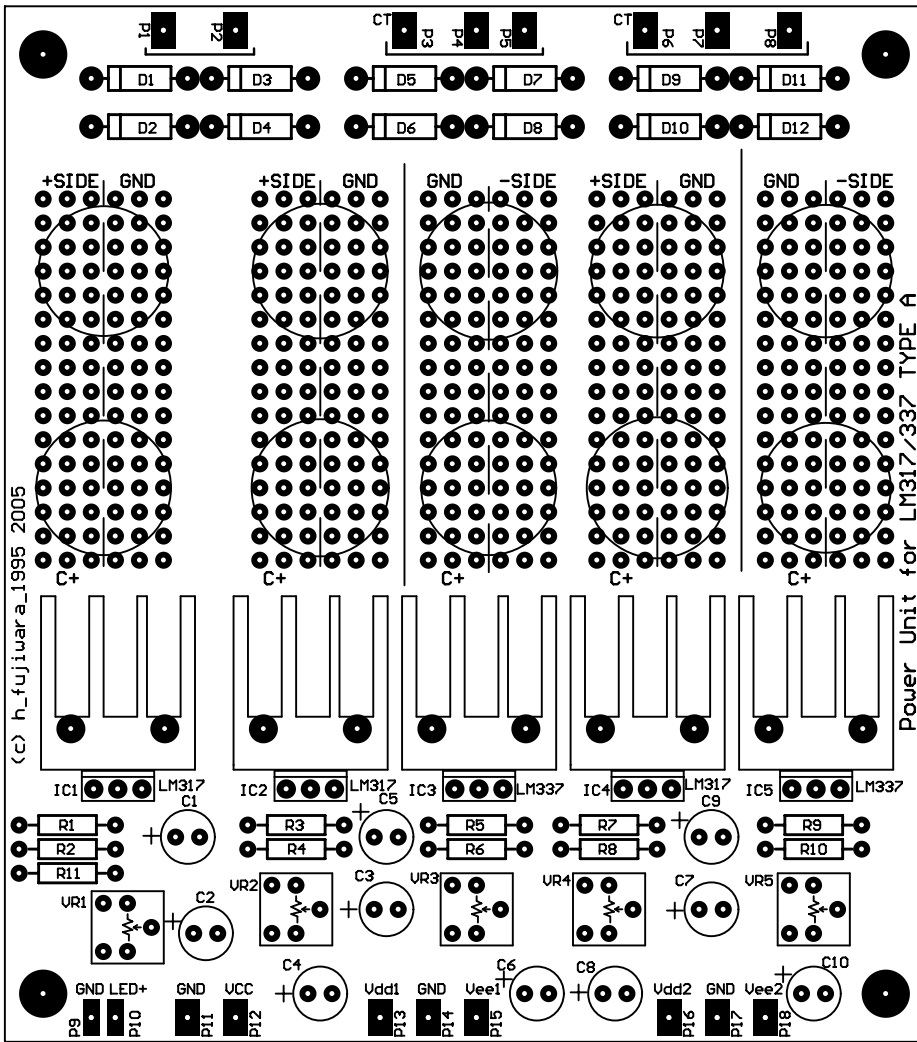 CT CT
P1 P2 P3 P4 P5 P6 P7 P8
D1 D3 D5 D7 D9 D11
D2 D4 D6 D8 D10 D12
+SIDE GND +SIDE GND GND -SIDE +SIDE GND GND -SIDE
C+ C+ C+ C+ C+
(c) h_fujiwara_1995 2005
Power Unit for LM317/337 TYPE A
IC1 LM317 IC2 LM317 IC3 LM337 IC4 LM317 IC5 LM337
C1 C5 C9
R1 R3 R5 R7 R9
R2 R4 R6 R8 R10
R11
VR1 C2 VR2 C3 VR3 VR4 C7 VR5
C4 C6 C8 C10
GND LED+ GND VCC Vdd1 GND Vee1 Vdd2 GND Vee2
P9 P10 P11 P12 P13 P14 P15 P16 P17 P18